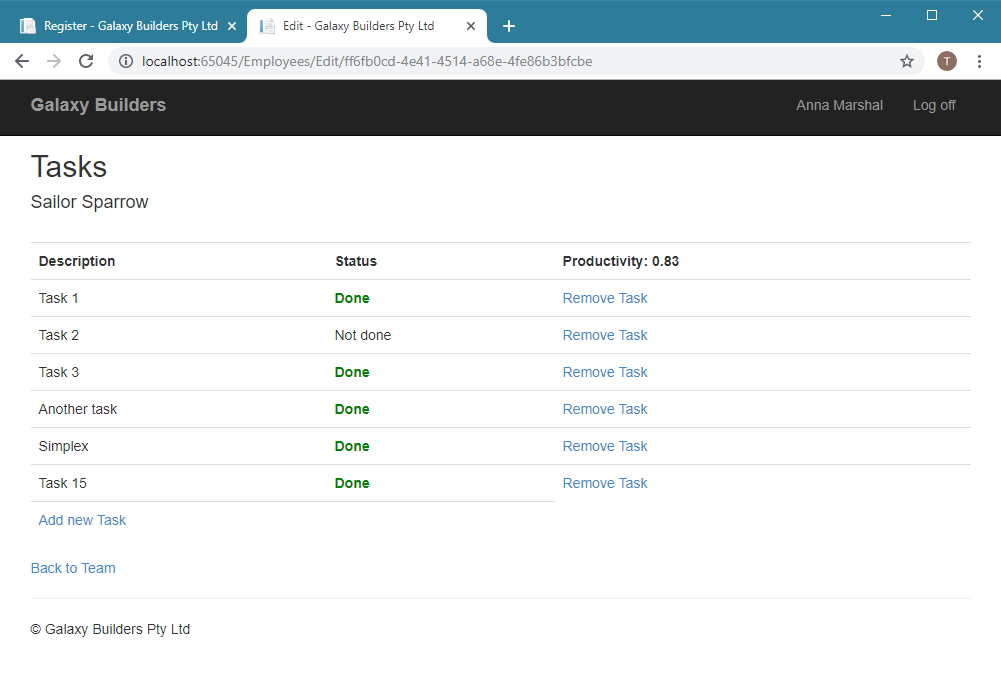 Register - Galaxy Builders Pty Ltd Edit - Galaxy Builders Pty Ltd
localhost:65045/Employees/Edit/ff6fb0cd-4e41-4514-a68e-4fe86b3bfcbe T
Galaxy Builders Anna Marshal Log off
Tasks
Sailor Sparrow
Description Status Productivity: 0.83
Task 1 Done Remove Task
Task 2 Not done Remove Task
Task 3 Done Remove Task
Another task Done Remove Task
Simplex Done Remove Task
Task 15 Done Remove Task
Add new Task
Back to Team
© Galaxy Builders Pty Ltd